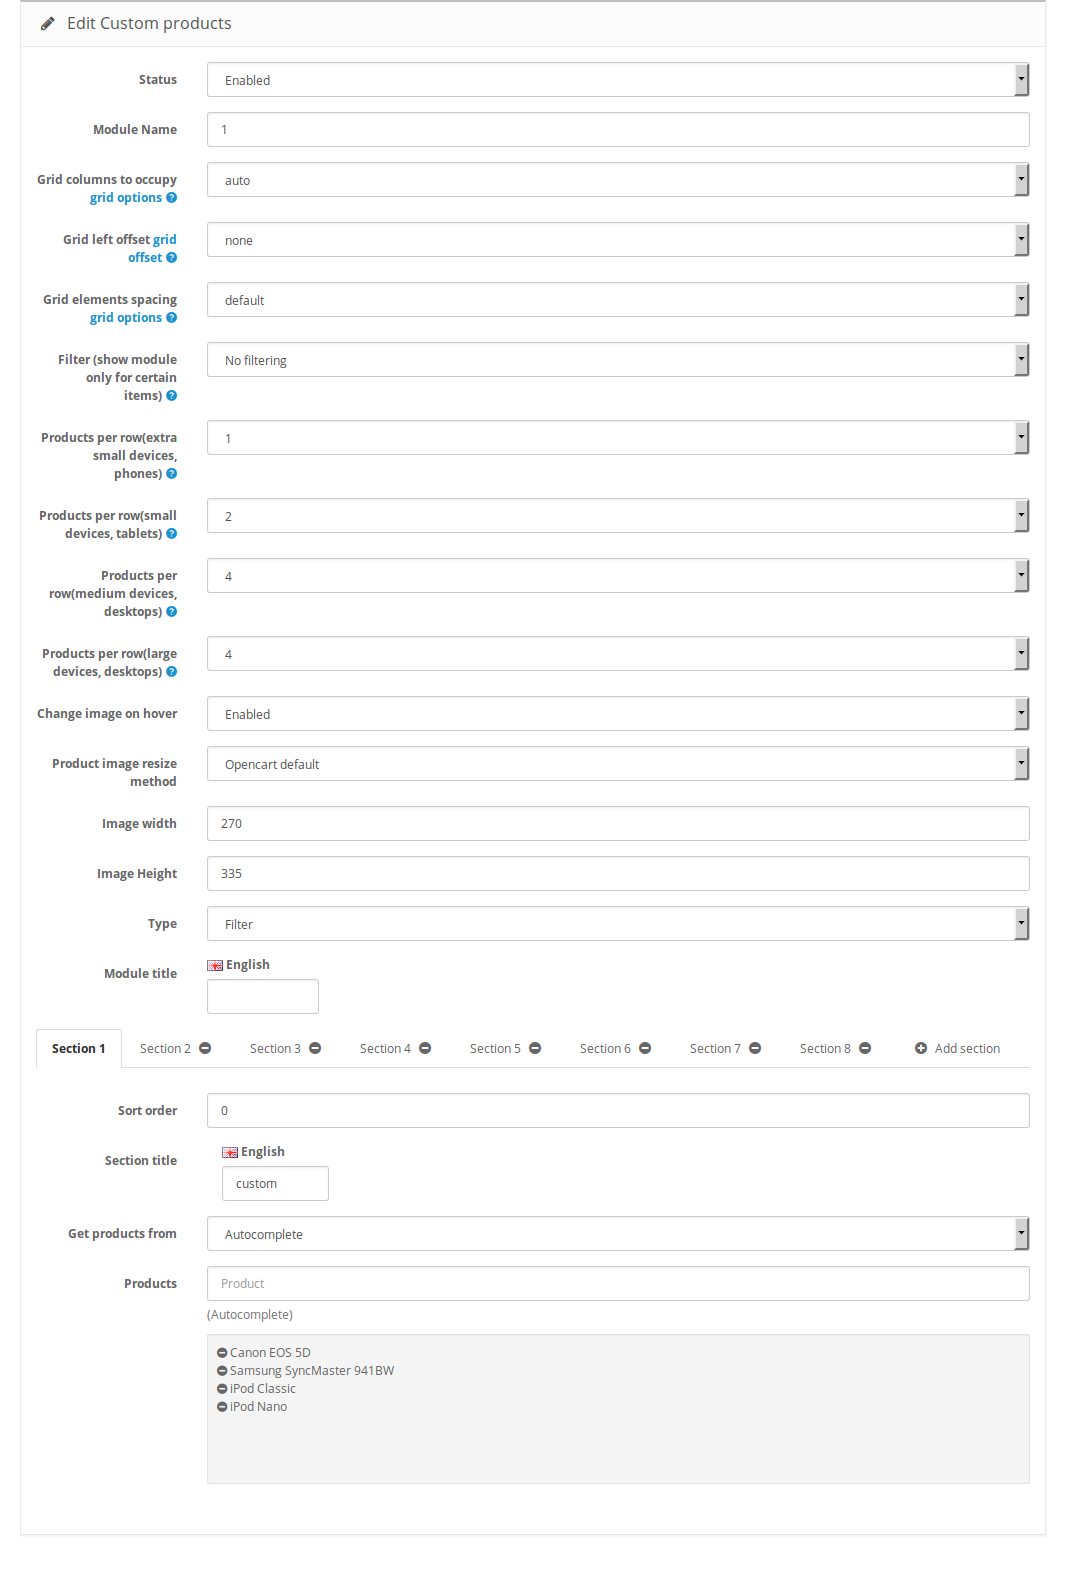 Edit Custom products
Status
Enabled
Module Name
1
Grid columns to occupy
grid options
auto
Grid left offset grid
offset
none
Grid elements spacing
grid options
default
Filter (show module
only for certain
items)
No filtering
Products per row(extra
small devices,
phones)
1
Products per row(small
devices, tablets)
2
Products per
row(medium devices,
desktops)
4
Products per row(large
devices, desktops)
4
Change image on hover
Enabled
Product image resize
method
Opencart default
Image width
270
Image Height
335
Type
Filter
Module title
English
Section 1 Section 2 Section 3 Section 4 Section 5 Section 6 Section 7 Section 8 Add section
Sort order
0
Section title
English
custom
Get products from
Autocomplete
Products
Product
(Autocomplete)
Canon EOS 5D
Samsung SyncMaster 941BW
iPod Classic
iPod Nano